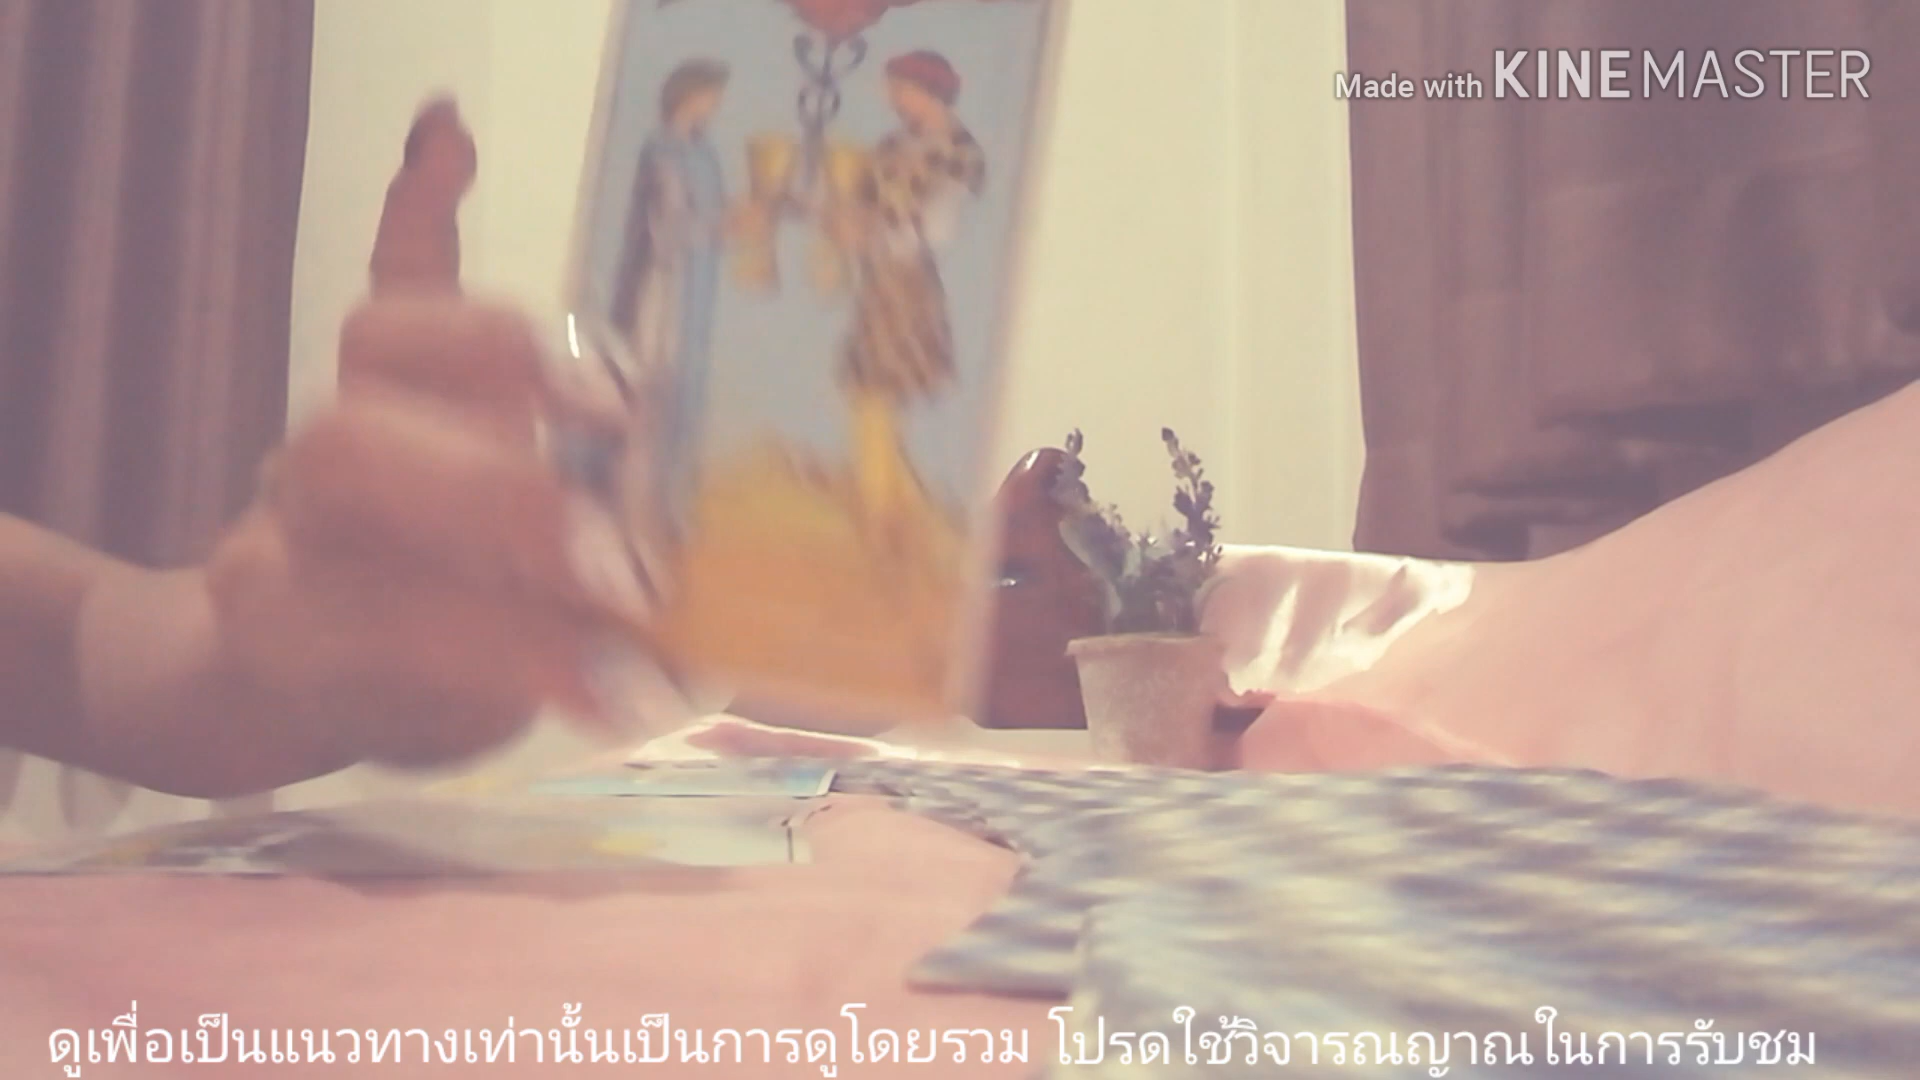 Made with KINEMASTER
ดูเพื่อเป็นแนวทางเท่านั้นเป็นการดูโดยรวม โปรดใช้วิจารณญาณในการรับชม